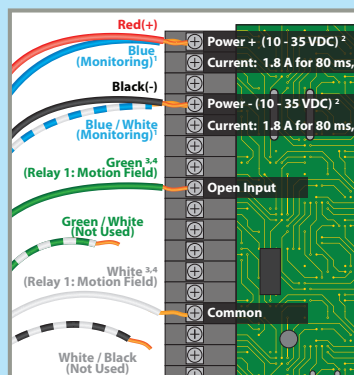 Red(+)
Blue
(Monitoring)¹
Power + (10 - 35 VDC) ²
Current: 1.8 A for 80 ms,
Black(-)
Blue / White
(Monitoring)¹
Power - (10 - 35 VDC) ²
Current: 1.8 A for 80 ms,
Green ³,⁴
(Relay 1: Motion Field)
Open Input
Green / White
(Not Used)
White ³,⁴
(Relay 1: Motion Field)
Common
White / Black
(Not Used)